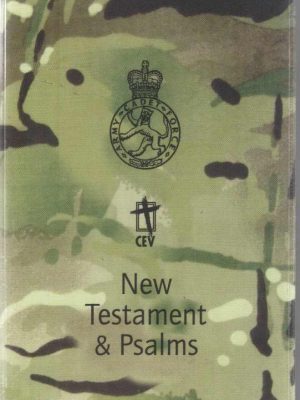 ARMY CADET FORCE
CEV
New
Testament
& Psalms